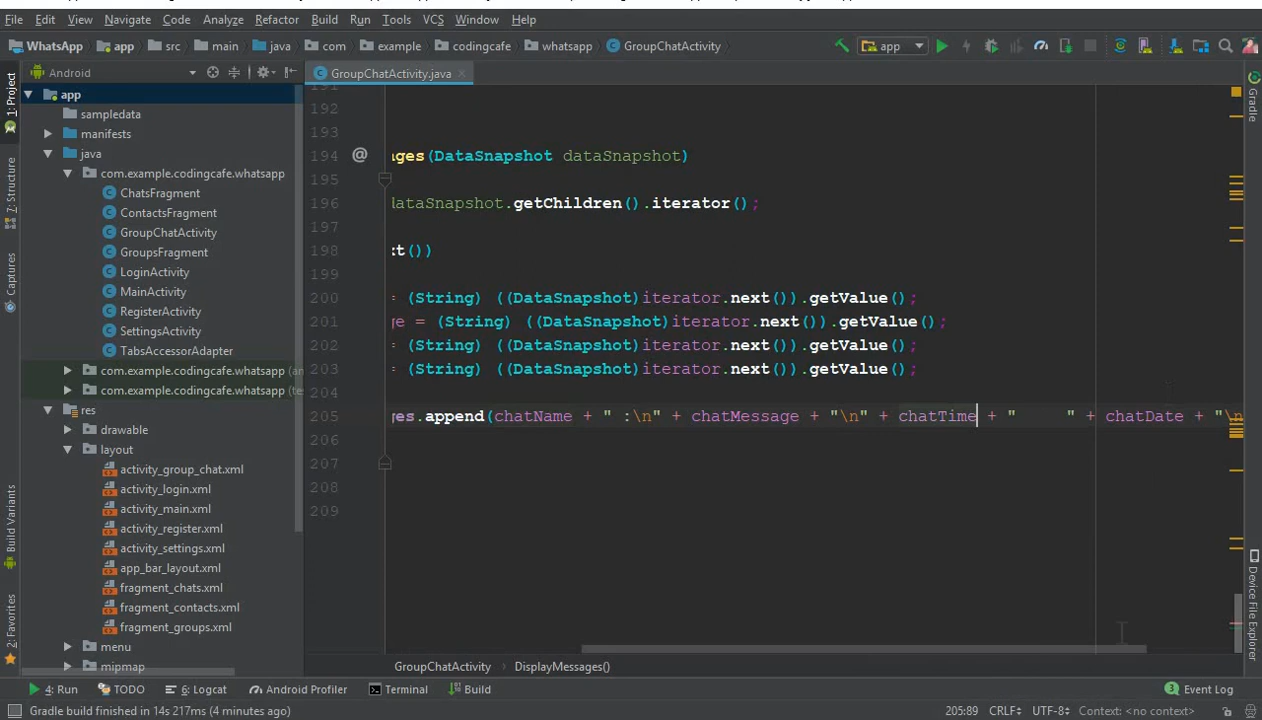 File Edit View Navigate Code Analyze Refactor Build Run Tools VCS Window Help
WhatsApp app src main java com example codingcafe whatsapp GroupChatActivity app
Android GroupChatActivity.java
1: Project
Z: Structure
Captures
Build Variants
2: Favorites
app
sampledata
manifests
java
com.example.codingcafe.whatsapp
ChatsFragment
ContactsFragment
GroupChatActivity
GroupsFragment
LoginActivity
MainActivity
RegisterActivity
SettingsActivity
TabsAccessorAdapter
com.example.codingcafe.whatsapp (an
com.example.codingcafe.whatsapp (te
res
drawable
layout
activity_group_chat.xml
activity_login.xml
activity_main.xml
activity_register.xml
activity_settings.xml
app_bar_layout.xml
fragment_chats.xml
fragment_contacts.xml
fragment_groups.xml
menu
mipmap
191
192
193
194 @ ages(DataSnapshot dataSnapshot)
195
196 dataSnapshot.getChildren().iterator();
197
198 xt())
199
200 = (String) ((DataSnapshot)iterator.next()).getValue();
201 ge = (String) ((DataSnapshot)iterator.next()).getValue();
202 = (String) ((DataSnapshot)iterator.next()).getValue();
203 = (String) ((DataSnapshot)iterator.next()).getValue();
204
205 ges.append(chatName + " :\n" + chatMessage + "\n" + chatTime + "     " + chatDate + "\n
206
207
208
209
GroupChatActivity DisplayMessages()
Gradle
Device File Explorer
4: Run TODO 6: Logcat Android Profiler Terminal Build 3 Event Log
Gradle build finished in 14s 217ms (4 minutes ago) 205:89 CRLF UTF-8 Context: <no context>